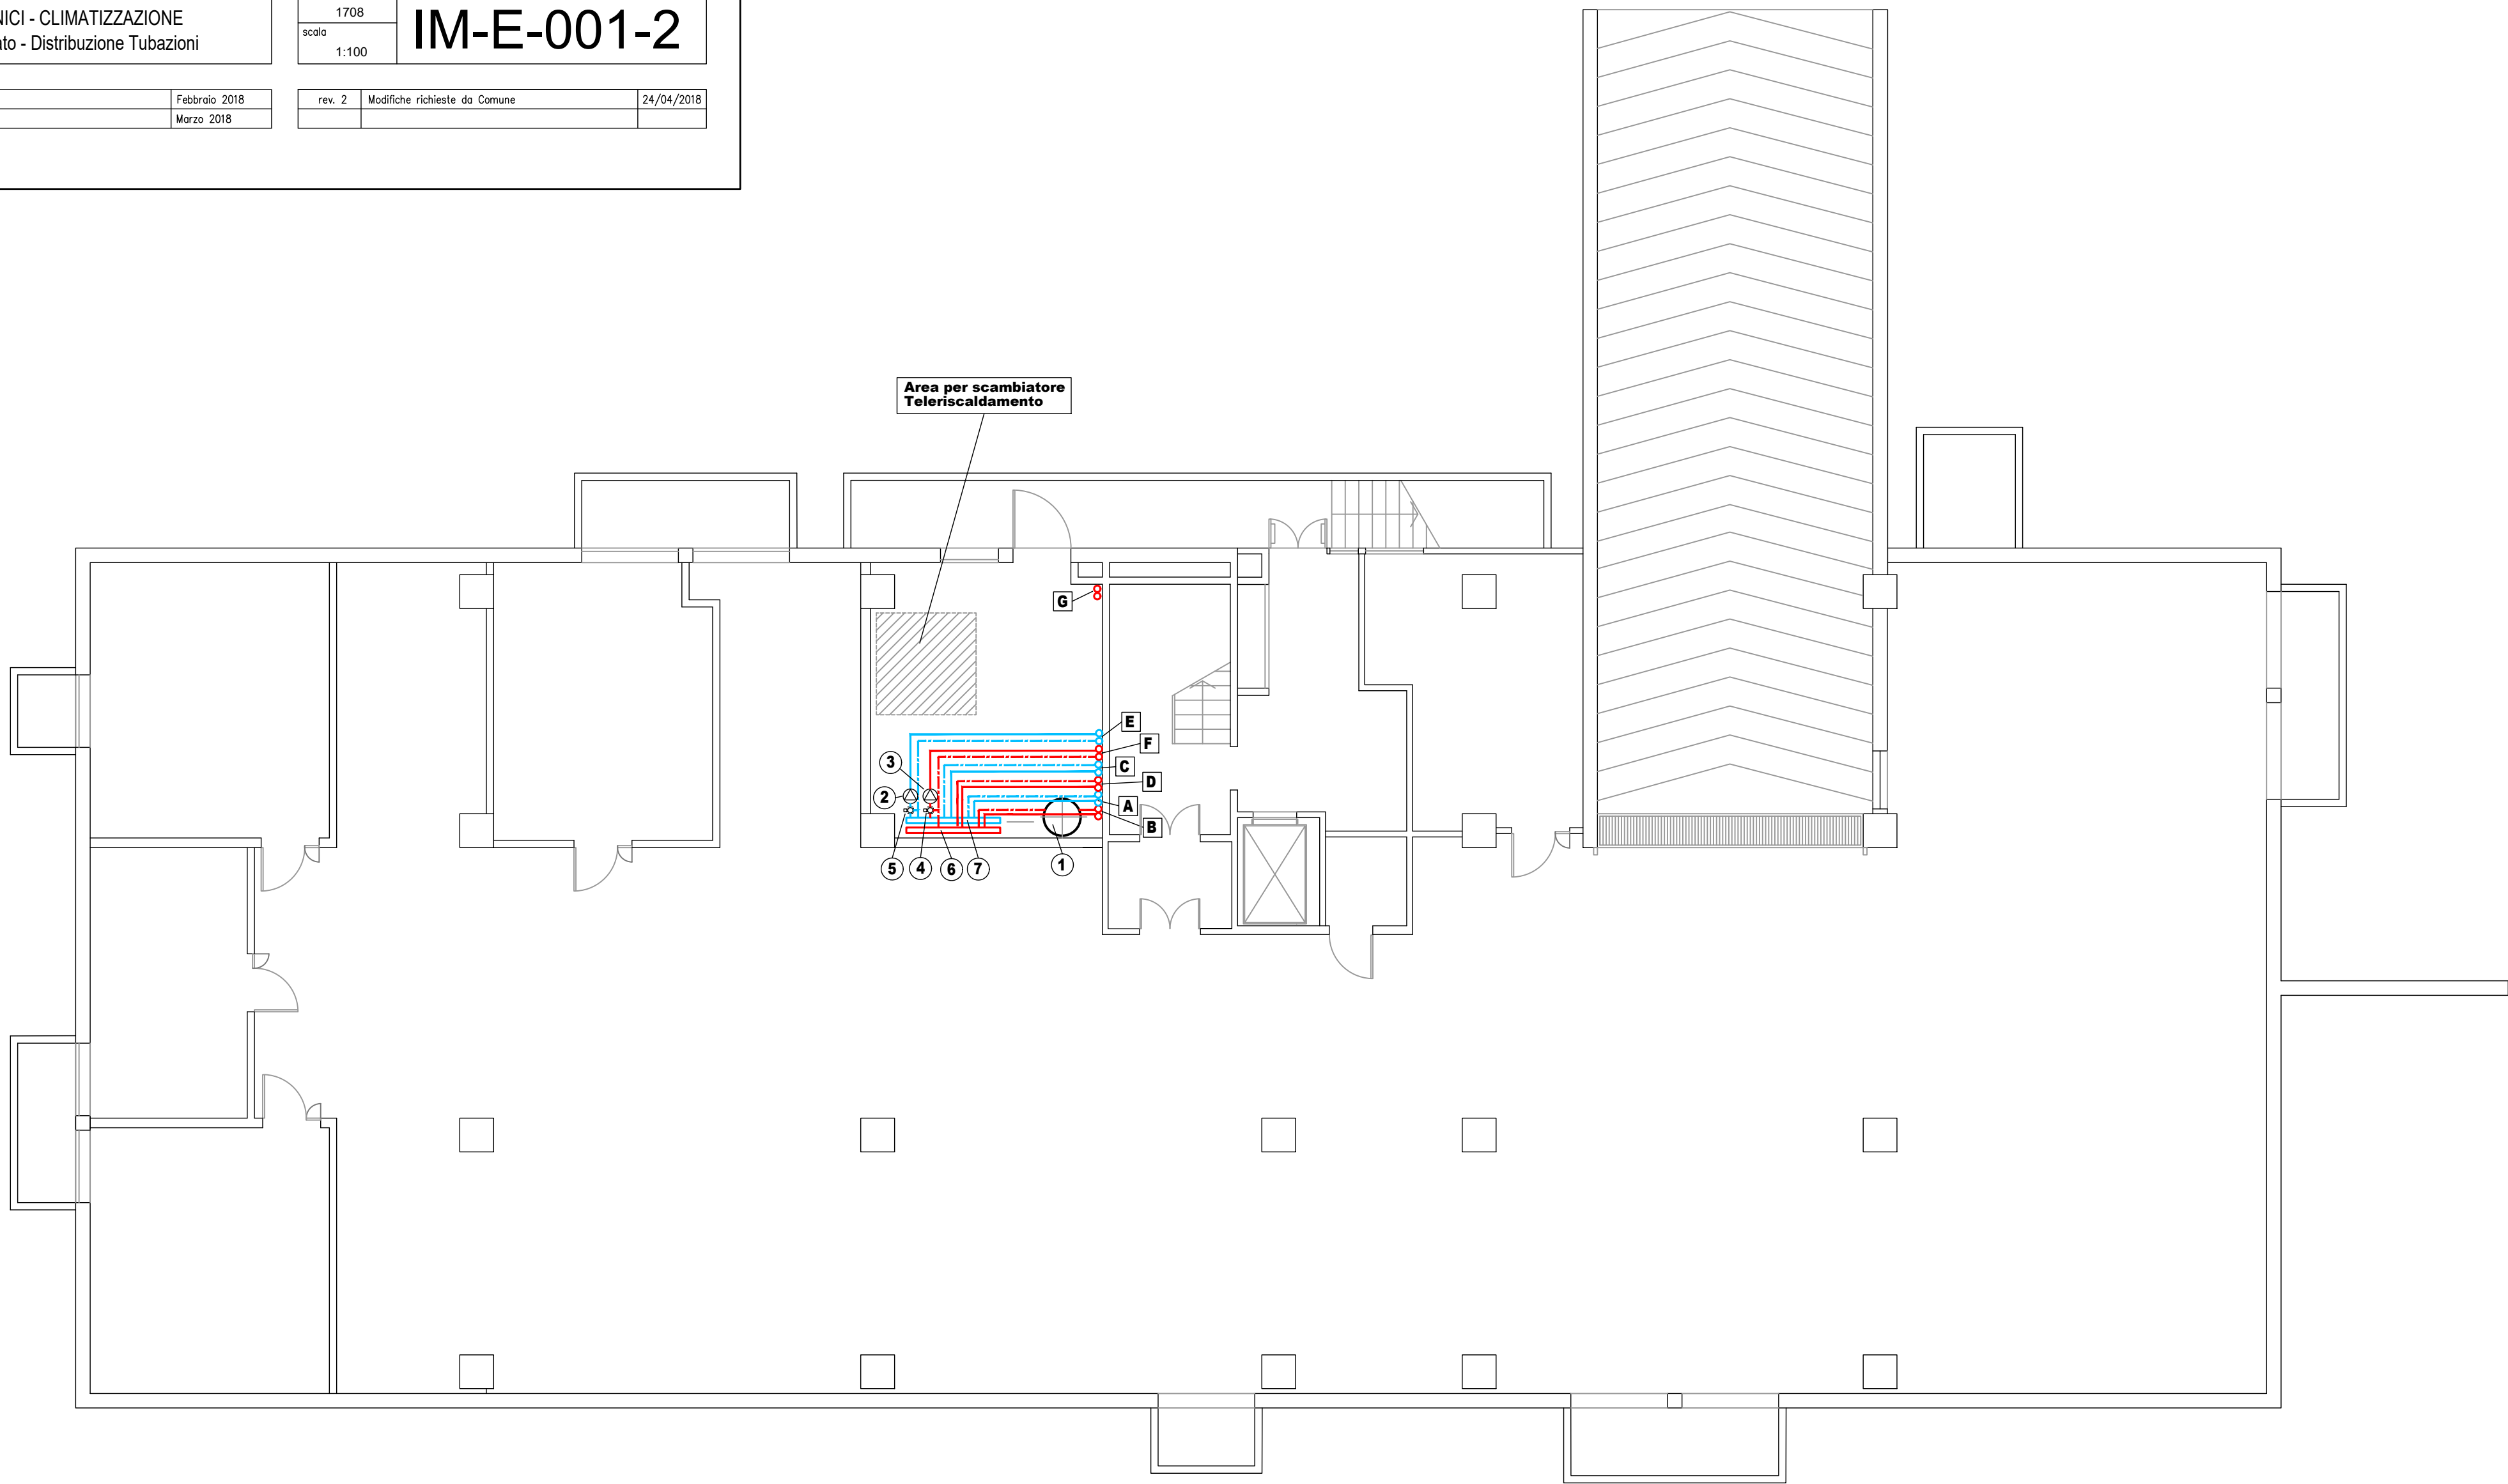 NICI - CLIMATIZZAZIONE
ato - Distribuzione Tubazioni
1708
scala
1:100
IM-E-001-2
Febbraio 2018
Marzo 2018
rev. 2 Modifiche richieste da Comune 24/04/2018
Area per scambiatore
Teleriscaldamento
G
E
F
C
D
A
B
3
2
5
4
6
7
1